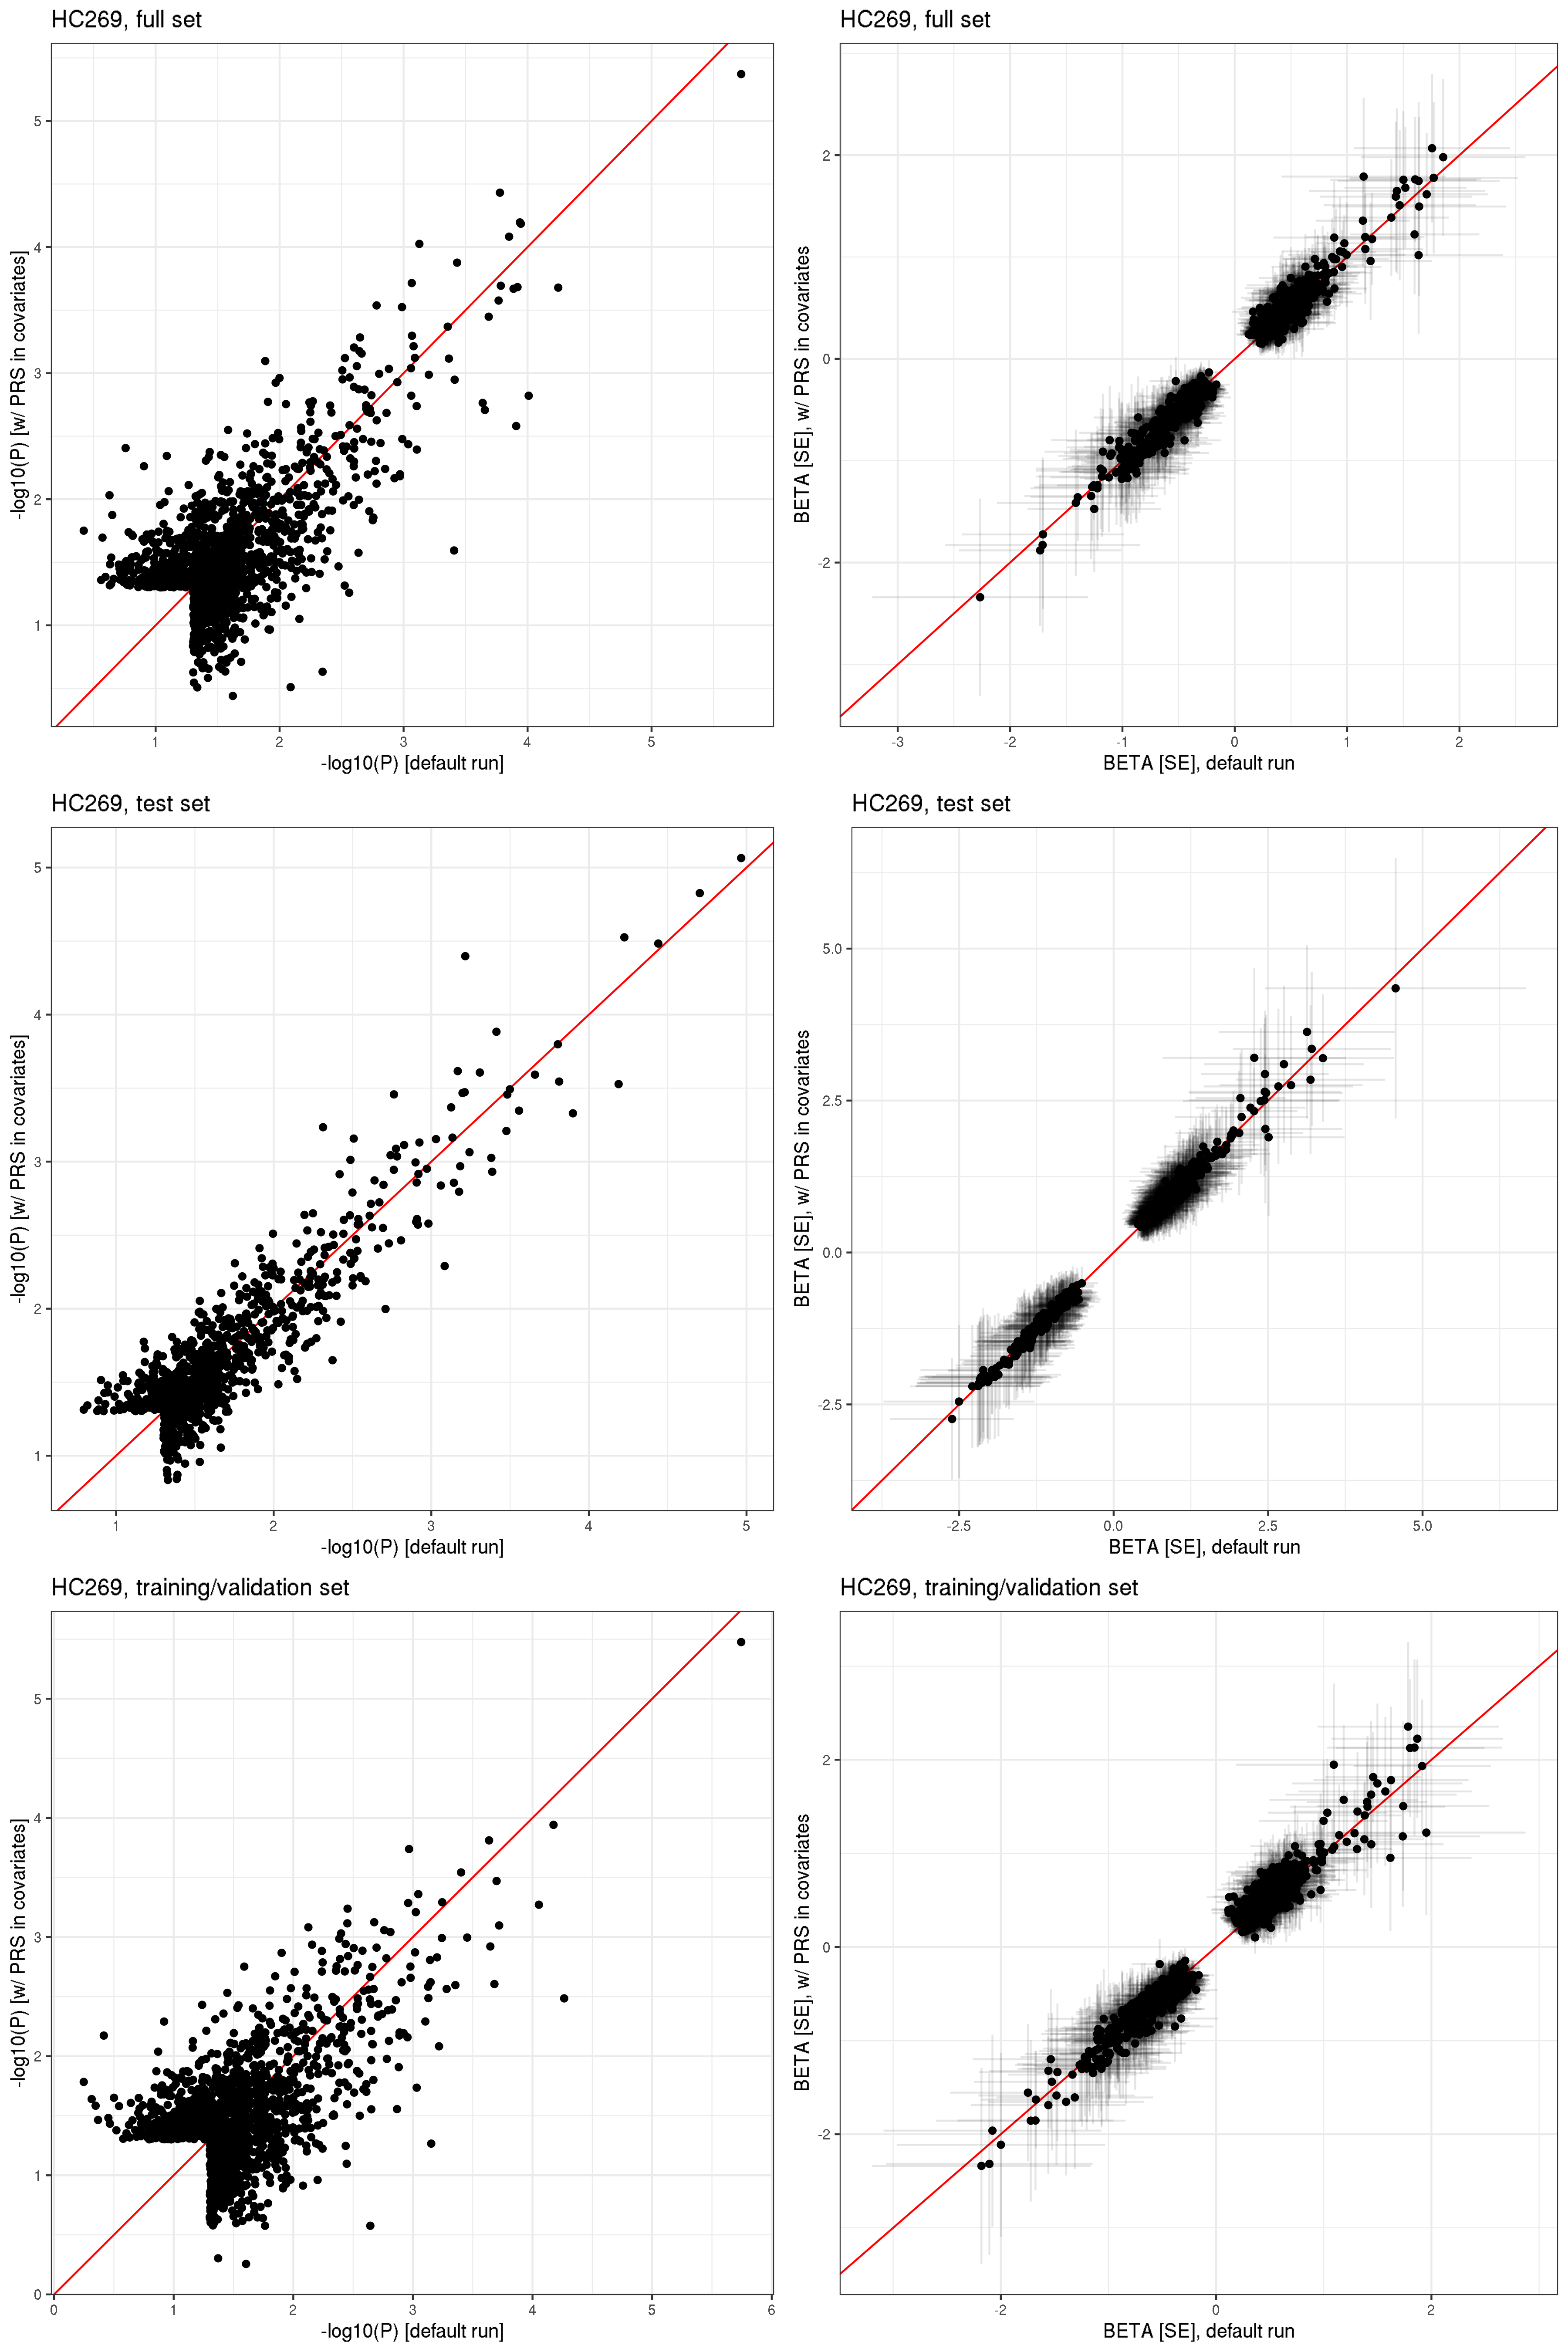 HC269, full set
-log10(P) [w/ PRS in covariates]
5
4
3
2
1
1 2 3 4 5
-log10(P) [default run]
HC269, full set
BETA [SE], w/ PRS in covariates
2
0
-2
-3 -2 -1 0 1 2
BETA [SE], default run
HC269, test set
-log10(P) [w/ PRS in covariates]
5
4
3
2
1
1 2 3 4 5
-log10(P) [default run]
HC269, test set
BETA [SE], w/ PRS in covariates
5.0
2.5
0.0
-2.5
-2.5 0.0 2.5 5.0
BETA [SE], default run
HC269, training/validation set
-log10(P) [w/ PRS in covariates]
5
4
3
2
1
0
0 1 2 3 4 5 6
-log10(P) [default run]
HC269, training/validation set
BETA [SE], w/ PRS in covariates
2
0
-2
-2 0 2
BETA [SE], default run